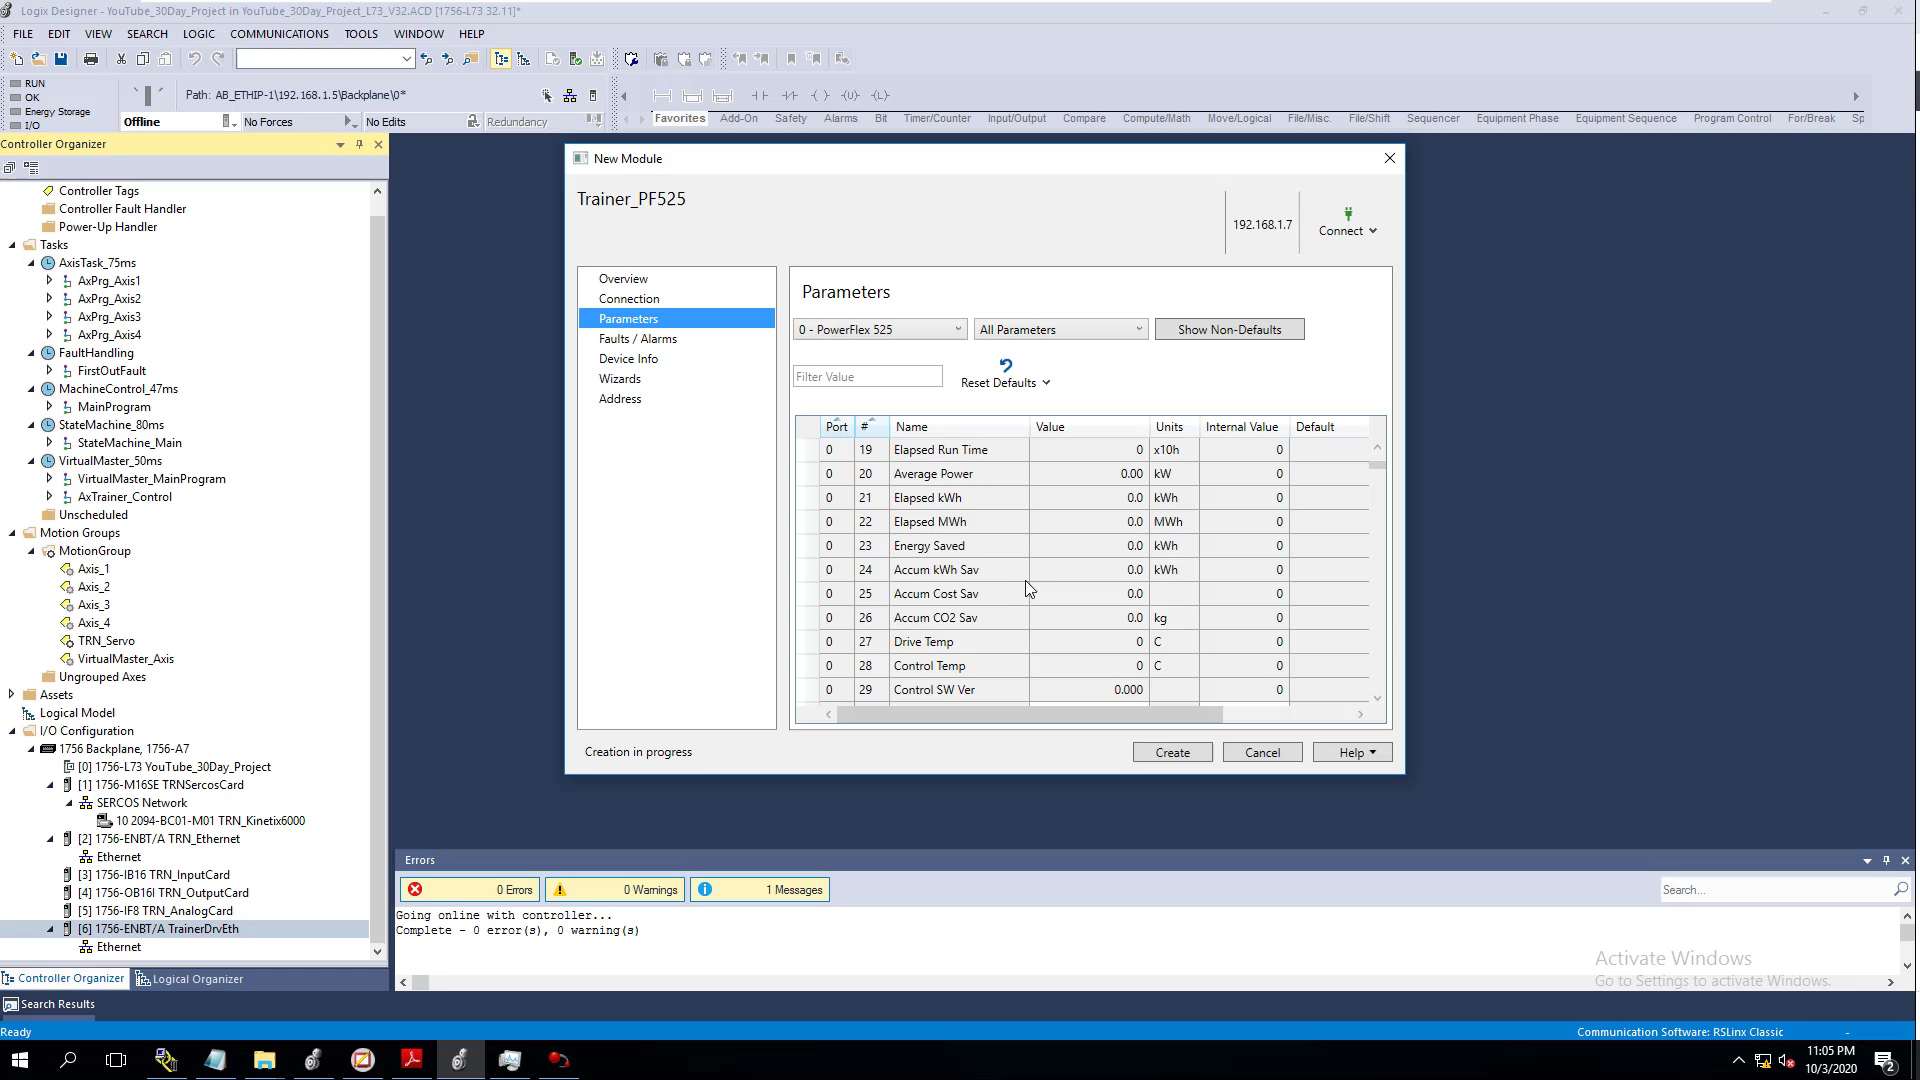 Logix Designer - YouTube_30Day_Project in YouTube_30Day_Project_L73_V32.ACD [1756-L73 32.11]*
FILE EDIT VIEW SEARCH LOGIC COMMUNICATIONS TOOLS WINDOW HELP
RUN
OK
Energy Storage
I/O
Path: AB_ETHIP-1\192.168.1.5\Backplane\0*
Offline No Forces No Edits Redundancy
Favorites Add-On Safety Alarms Bit Timer/Counter Input/Output Compare Compute/Math Move/Logical File/Misc. File/Shift Sequencer Equipment Phase Equipment Sequence Program Control For/Break Sp
Controller Organizer
Controller Tags
Controller Fault Handler
Power-Up Handler
Tasks
AxisTask_75ms
AxPrg_Axis1
AxPrg_Axis2
AxPrg_Axis3
AxPrg_Axis4
FaultHandling
FirstOutFault
MachineControl_47ms
MainProgram
StateMachine_80ms
StateMachine_Main
VirtualMaster_50ms
VirtualMaster_MainProgram
AxTrainer_Control
Unscheduled
Motion Groups
MotionGroup
Axis_1
Axis_2
Axis_3
Axis_4
TRN_Servo
VirtualMaster_Axis
Ungrouped Axes
Assets
Logical Model
I/O Configuration
1756 Backplane, 1756-A7
[0] 1756-L73 YouTube_30Day_Project
[1] 1756-M16SE TRNSercosCard
SERCOS Network
10 2094-BC01-M01 TRN_Kinetix6000
[2] 1756-ENBT/A TRN_Ethernet
Ethernet
[3] 1756-IB16 TRN_InputCard
[4] 1756-OB16I TRN_OutputCard
[5] 1756-IF8 TRN_AnalogCard
[6] 1756-ENBT/A TrainerDrvEth
Ethernet
Controller Organizer Logical Organizer
Search Results
Ready
New Module
Trainer_PF525
192.168.1.7
Connect
Overview
Connection
Parameters
Faults / Alarms
Device Info
Wizards
Address
Parameters
0 - PowerFlex 525 All Parameters Show Non-Defaults
Filter Value
Reset Defaults
Port # Name Value Units Internal Value Default
0 19 Elapsed Run Time 0 x10h 0
0 20 Average Power 0.00 kW 0
0 21 Elapsed kWh 0.0 kWh 0
0 22 Elapsed MWh 0.0 MWh 0
0 23 Energy Saved 0.0 kWh 0
0 24 Accum kWh Sav 0.0 kWh 0
0 25 Accum Cost Sav 0.0 0
0 26 Accum CO2 Sav 0.0 kg 0
0 27 Drive Temp 0 C 0
0 28 Control Temp 0 C 0
0 29 Control SW Ver 0.000 0
Creation in progress
Create Cancel Help
Errors
0 Errors 0 Warnings 1 Messages
Search...
Going online with controller...
Complete - 0 error(s), 0 warning(s)
Activate Windows
Go to Settings to activate Windows.
Communication Software: RSLinx Classic
11:05 PM
10/3/2020
2